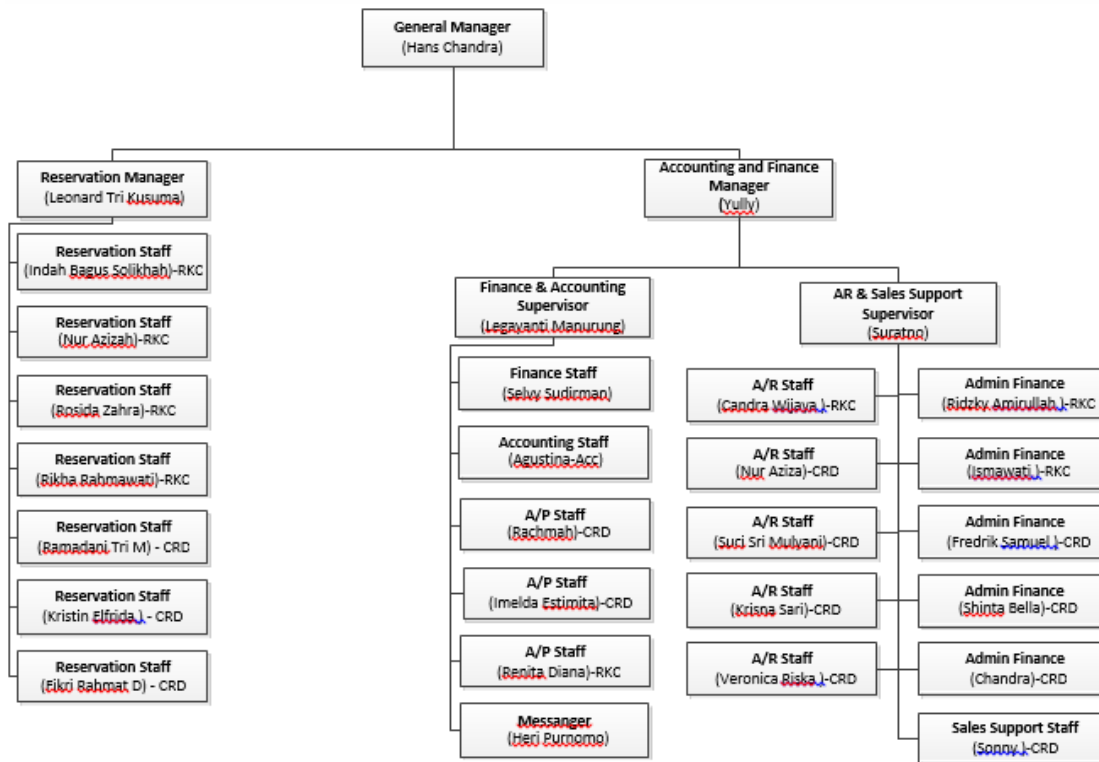 General Manager
(Hans Chandra)
Reservation Manager
(Leonard Tri Kusuma)
Reservation Staff
(Indah Bagus Solikhah)-RKC
Reservation Staff
(Nur Azizah)-RKC
Reservation Staff
(Rosida Zahra)-RKC
Reservation Staff
(Rikha Rahmawati)-RKC
Reservation Staff
(Ramadani Tri M) - CRD
Reservation Staff
(Kristin Elfrida ) - CRD
Reservation Staff
(Fikri Rahmat D) - CRD
Accounting and Finance
Manager
(Yully)
Finance & Accounting
Supervisor
(Legayanti Manurung)
Finance Staff
(Selvy Sudirman)
Accounting Staff
(Agustina-Acc)
A/P Staff
(Rachmah)-CRD
A/P Staff
(Imelda Estimita)-CRD
A/P Staff
(Renita Diana)-RKC
Messanger
(Heri Purnomo)
AR & Sales Support
Supervisor
(Suratno)
A/R Staff
(Candra Wijaya )-RKC
A/R Staff
(Nur Aziza)-CRD
A/R Staff
(Suci Sri Mulyani)-CRD
A/R Staff
(Krisna Sari)-CRD
A/R Staff
(Veronica Riska )-CRD
Admin Finance
(Ridzky Amirullah )-RKC
Admin Finance
(Ismawati )-RKC
Admin Finance
(Fredrik Samuel )-CRD
Admin Finance
(Shinta Bella)-CRD
Admin Finance
(Chandra)-CRD
Sales Support Staff
(Sonny )-CRD